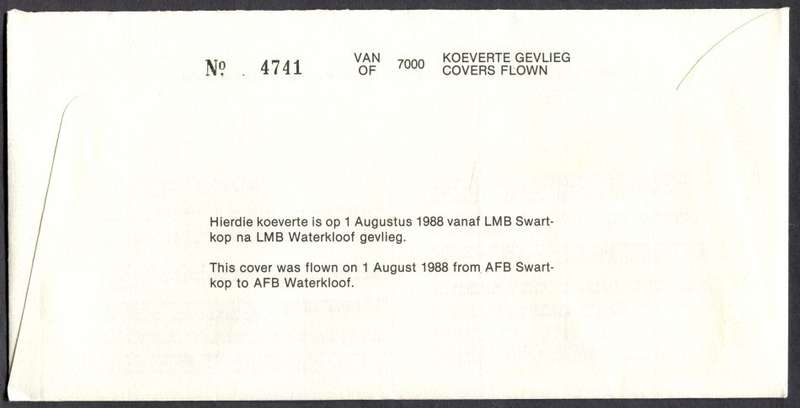 Nº. 4741 VAN OF 7000 KOEVERTE GEVLIEG COVERS FLOWN
Hierdie koeverte is op 1 Augustus 1988 vanaf LMB Swart-
kop na LMB Waterkloof gevlieg.
This cover was flown on 1 August 1988 from AFB Swart-
kop to AFB Waterkloof.